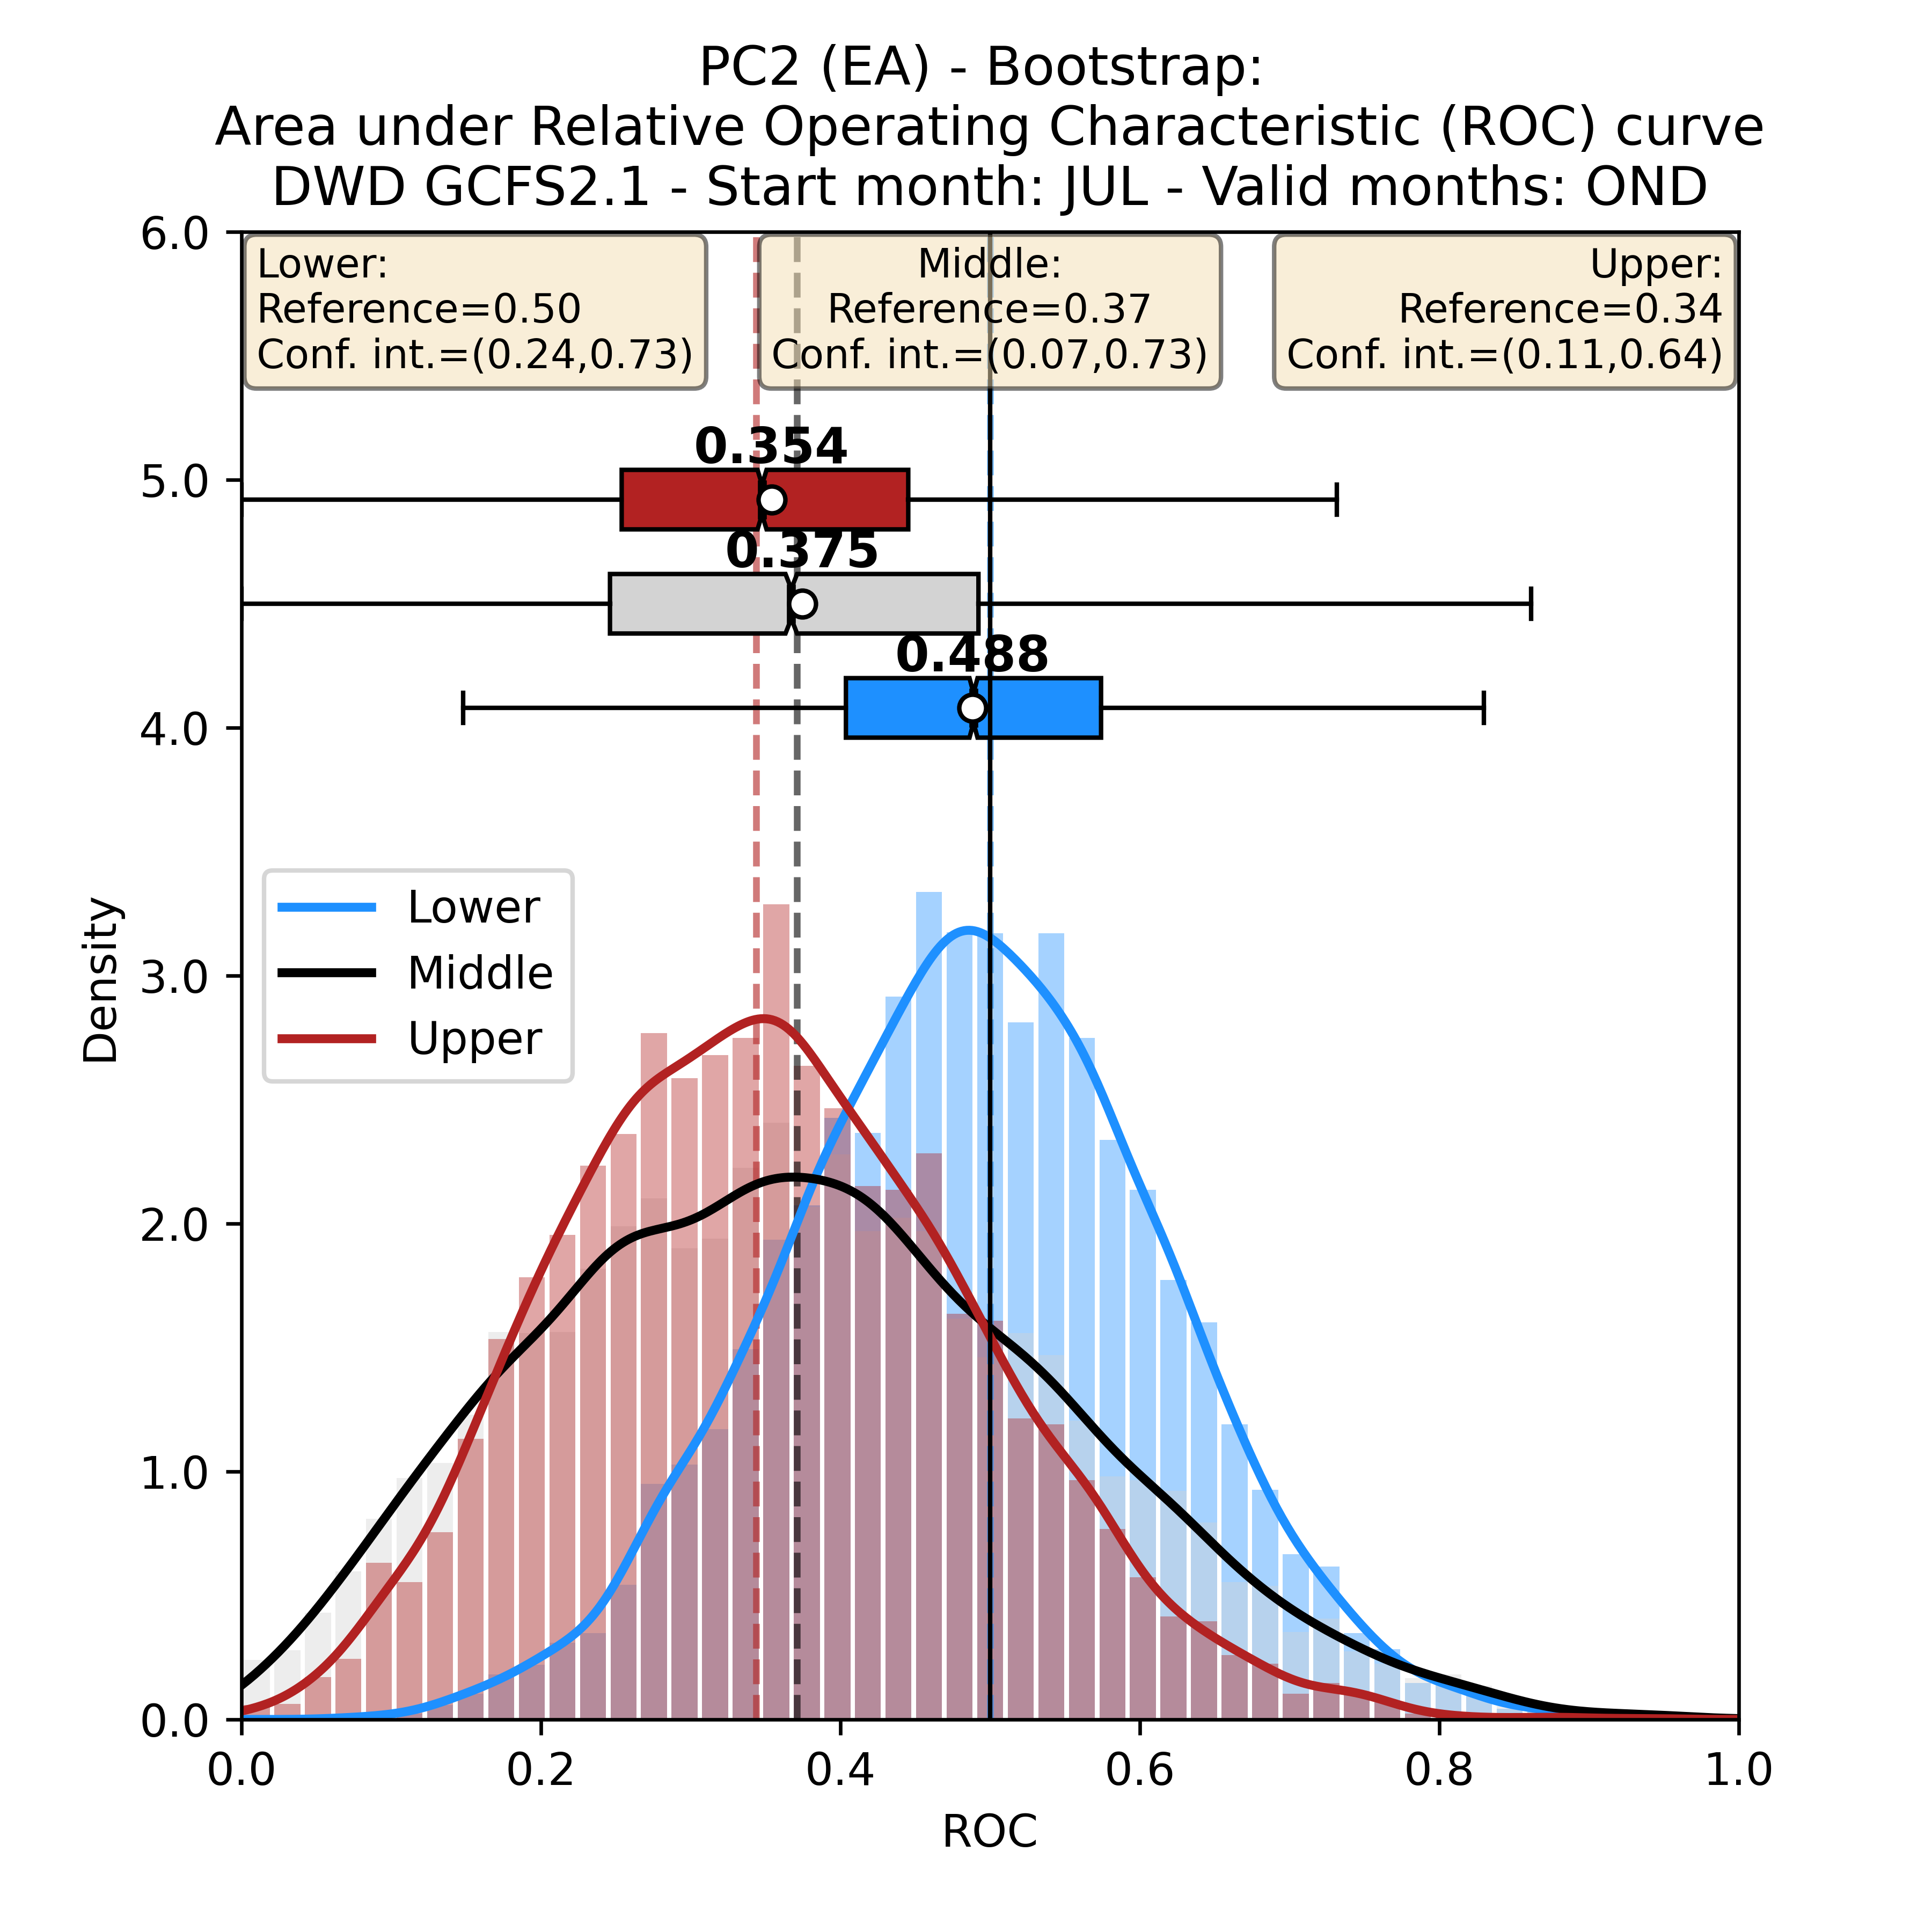 PC2 (EA) - Bootstrap:
Area under Relative Operating Characteristic (ROC) curve
DWD GCFS2.1 - Start month: JUL - Valid months: OND
Lower:
Reference=0.50
Conf. int.=(0.24,0.73)
Middle:
Reference=0.37
Conf. int.=(0.07,0.73)
Upper:
Reference=0.34
Conf. int.=(0.11,0.64)
0.354
0.375
0.488
Lower
Middle
Upper
Density
6.0
5.0
4.0
3.0
2.0
1.0
0.0
0.0 0.2 0.4 0.6 0.8 1.0
ROC